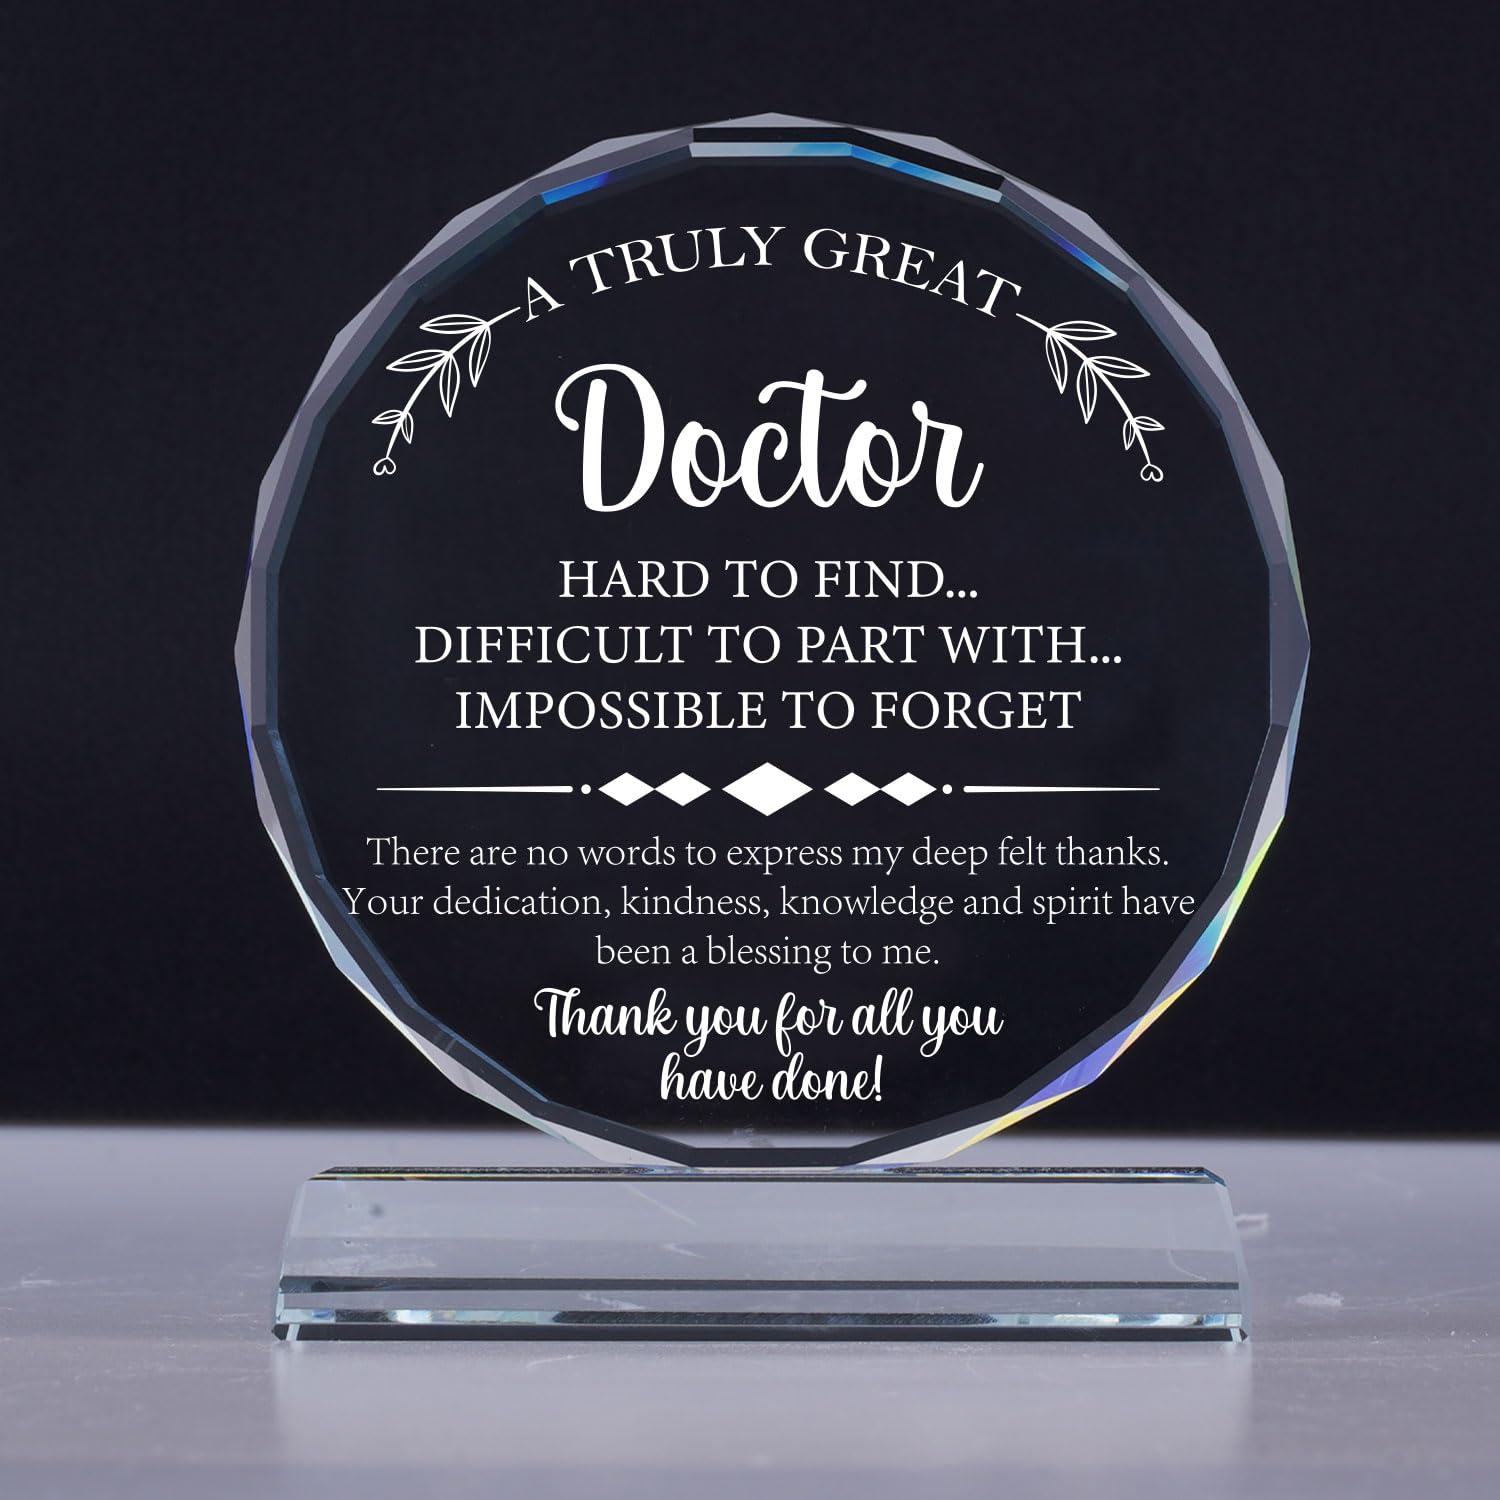 A TRULY GREAT
Doctor
HARD TO FIND...
DIFFICULT TO PART WITH...
IMPOSSIBLE TO FORGET
There are no words to express my deep felt thanks.
Your dedication, kindness, knowledge and spirit have
been a blessing to me.
Thank you for all you
have done!